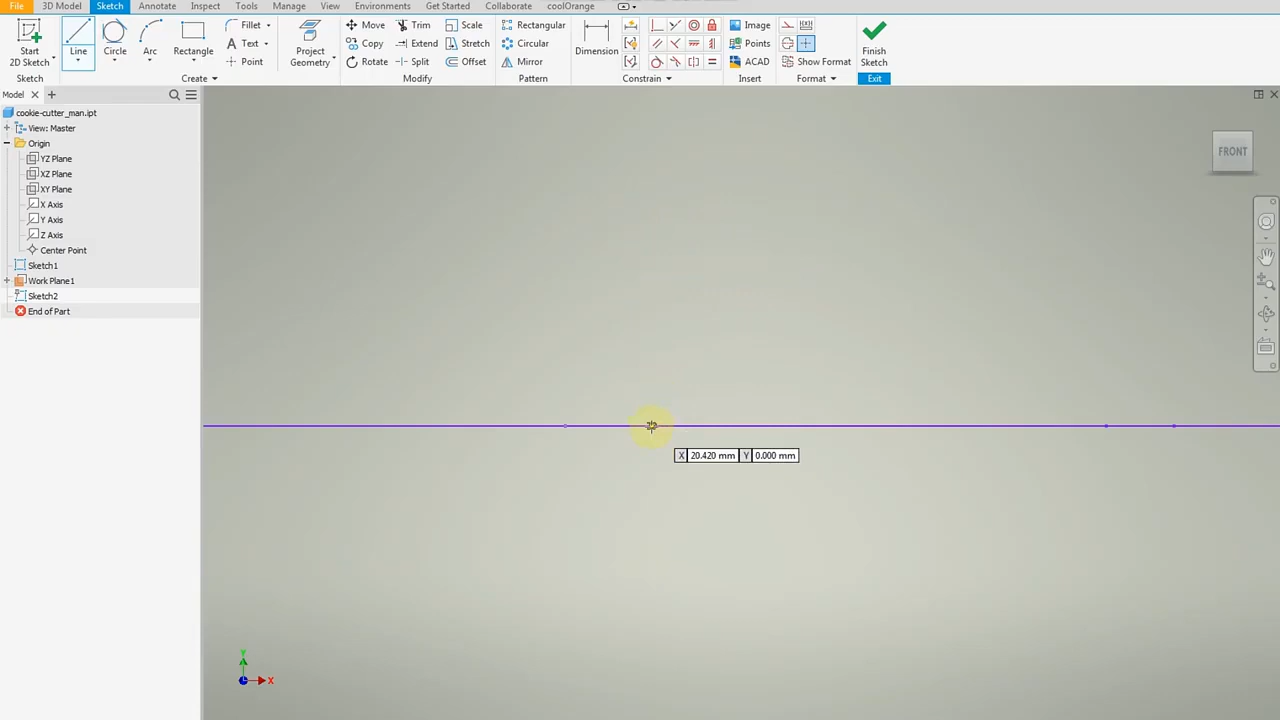 File 3D Model Sketch Annotate Inspect Tools Manage View Environments Get Started Collaborate coolOrange
Start 2D Sketch Line Circle Arc Rectangle Fillet Text Point Project Geometry Move Copy Rotate Trim Extend Split Scale Stretch Offset Rectangular Circular Mirror Dimension Image Points ACAD Show Format Finish Sketch
Sketch Create Modify Pattern Constrain Insert Format Exit
Model
cookie-cutter_man.ipt
View: Master
Origin
YZ Plane
XZ Plane
XY Plane
X Axis
Y Axis
Z Axis
Center Point
Sketch1
Work Plane1
Sketch2
End of Part
FRONT
X 20.420 mm Y 0.000 mm
Y
X